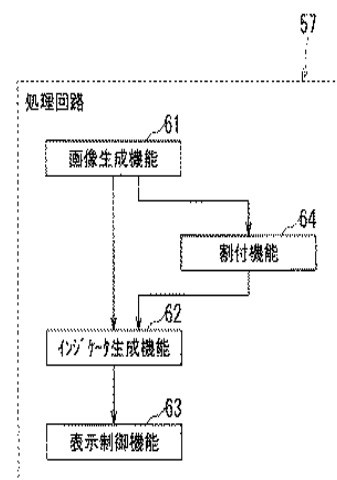 57
処理回路
61
画像生成機能
64
割付機能
62
インジケータ生成機能
63
表示制御機能